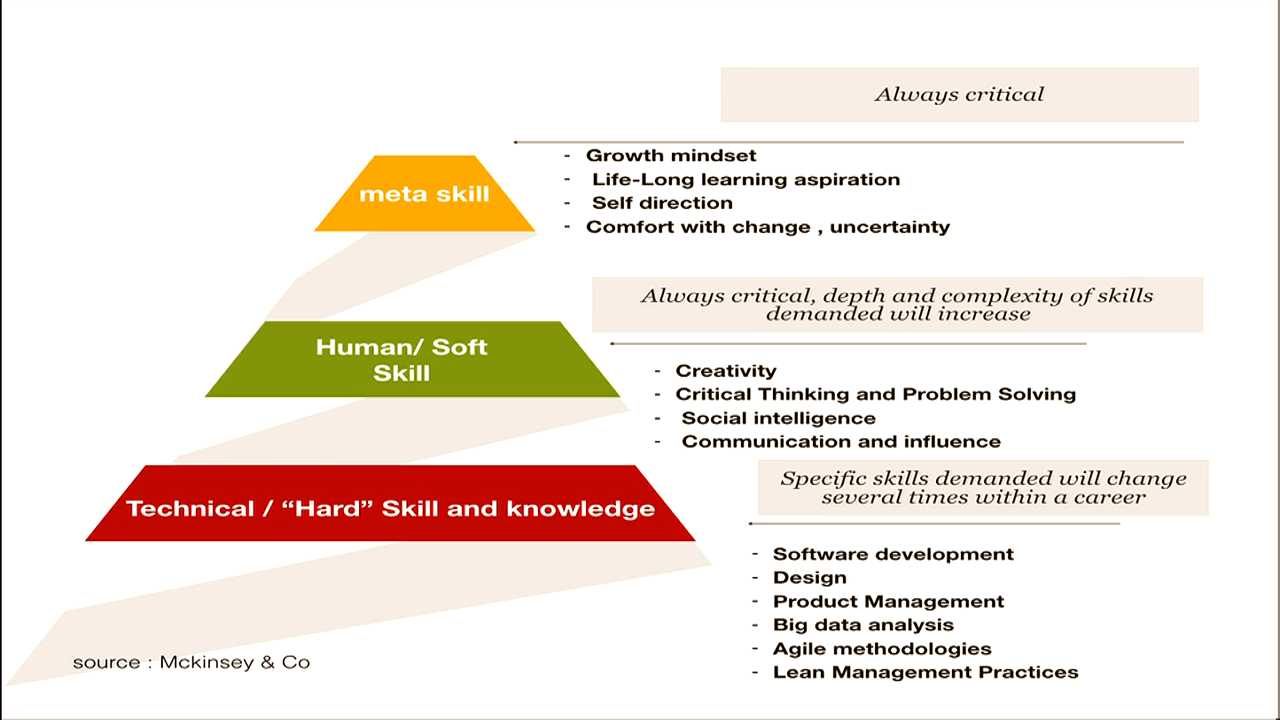 Always critical
meta skill
- Growth mindset
- Life-Long learning aspiration
- Self direction
- Comfort with change , uncertainty
Always critical, depth and complexity of skills
demanded will increase
Human/ Soft
Skill
- Creativity
- Critical Thinking and Problem Solving
- Social intelligence
- Communication and influence
Specific skills demanded will change
several times within a career
Technical / “Hard” Skill and knowledge
- Software development
- Design
- Product Management
- Big data analysis
- Agile methodologies
- Lean Management Practices
source : Mckinsey & Co